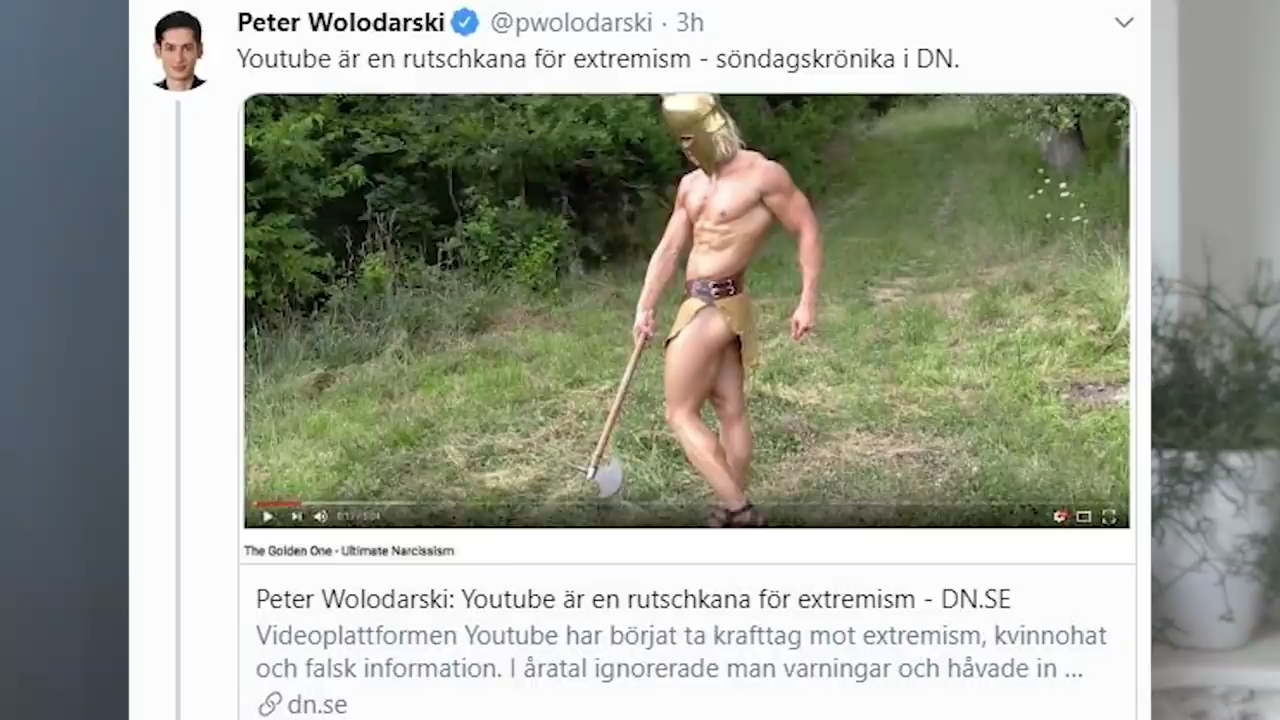 Peter Wolodarski @pwolodarski · 3h
Youtube är en rutschkana för extremism - söndagskrönika i DN.
The Golden One - Ultimate Narcissism
Peter Wolodarski: Youtube är en rutschkana för extremism - DN.SE
Videoplattformen Youtube har börjat ta krafttag mot extremism, kvinnohat
och falsk information. I åratal ignorerade man varningar och håvade in ...
dn.se